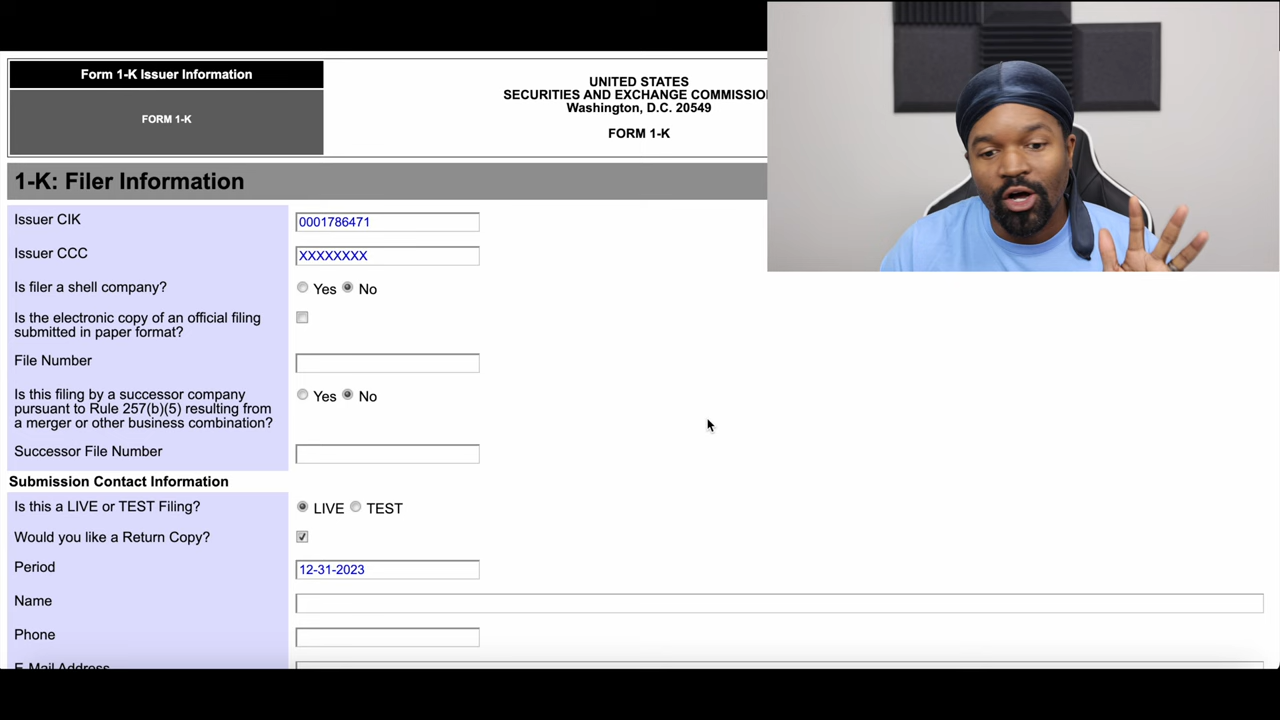 Form 1-K Issuer Information
FORM 1-K
UNITED STATES
SECURITIES AND EXCHANGE
Washington, D.C. 20549
FORM 1-K
1-K: Filer Information
Issuer CIK
0001786471
Issuer CCC
XXXXXXXX
Is filer a shell company?
Yes No
Is the electronic copy of an official filing
submitted in paper format?
File Number
Is this filing by a successor company
pursuant to Rule 257(b)(5) resulting from
a merger or other business combination?
Yes No
Successor File Number
Submission Contact Information
Is this a LIVE or TEST Filing?
LIVE TEST
Would you like a Return Copy?
Period
12-31-2023
Name
Phone
E-Mail Address